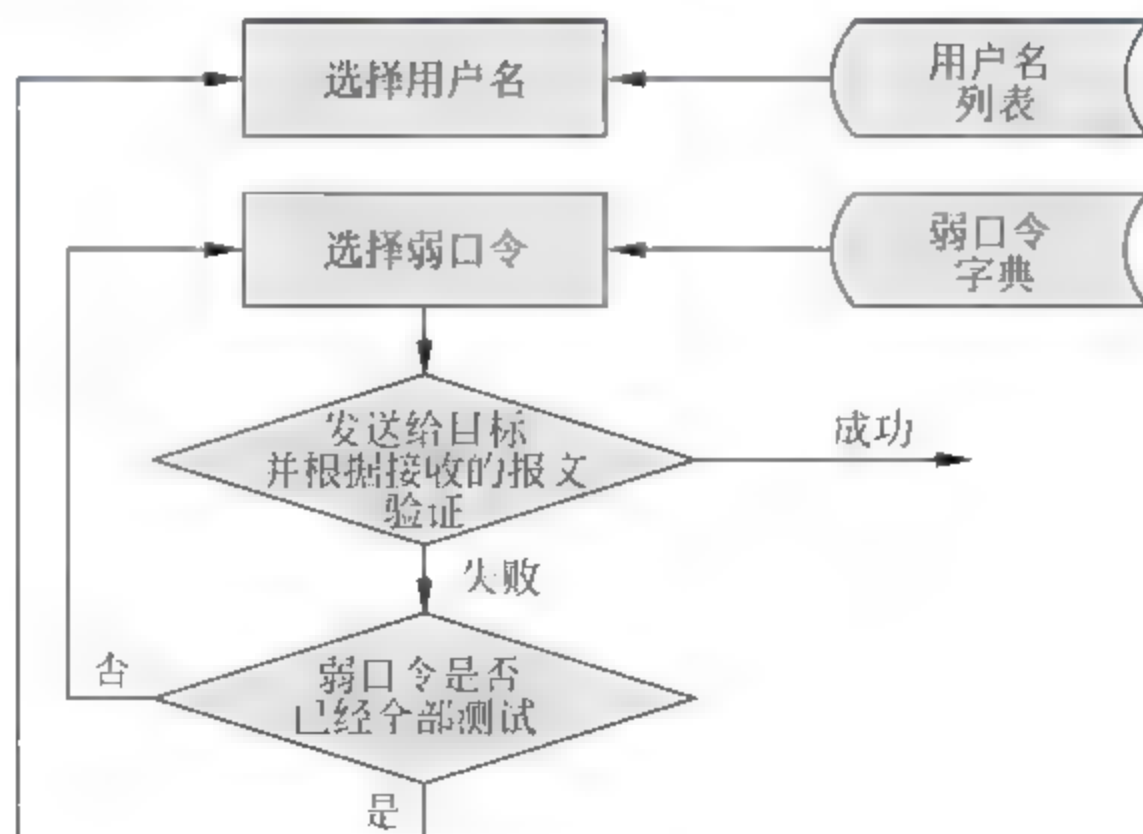 选择用户名
用户名
列表
选择弱口令
弱口令
字典
发送给目标
并根据接收的报文
验证
成功
失败
否
弱口令是否
已经全部测试
是